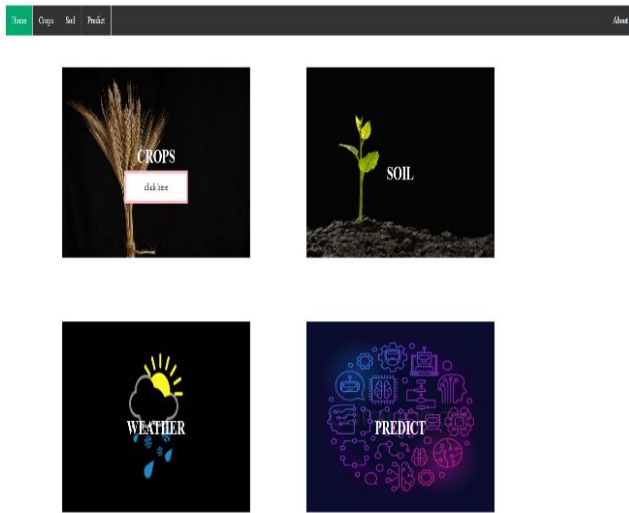 Home Crops Soil Predict About
CROPS
click here
SOIL
WEATHER
PREDICT